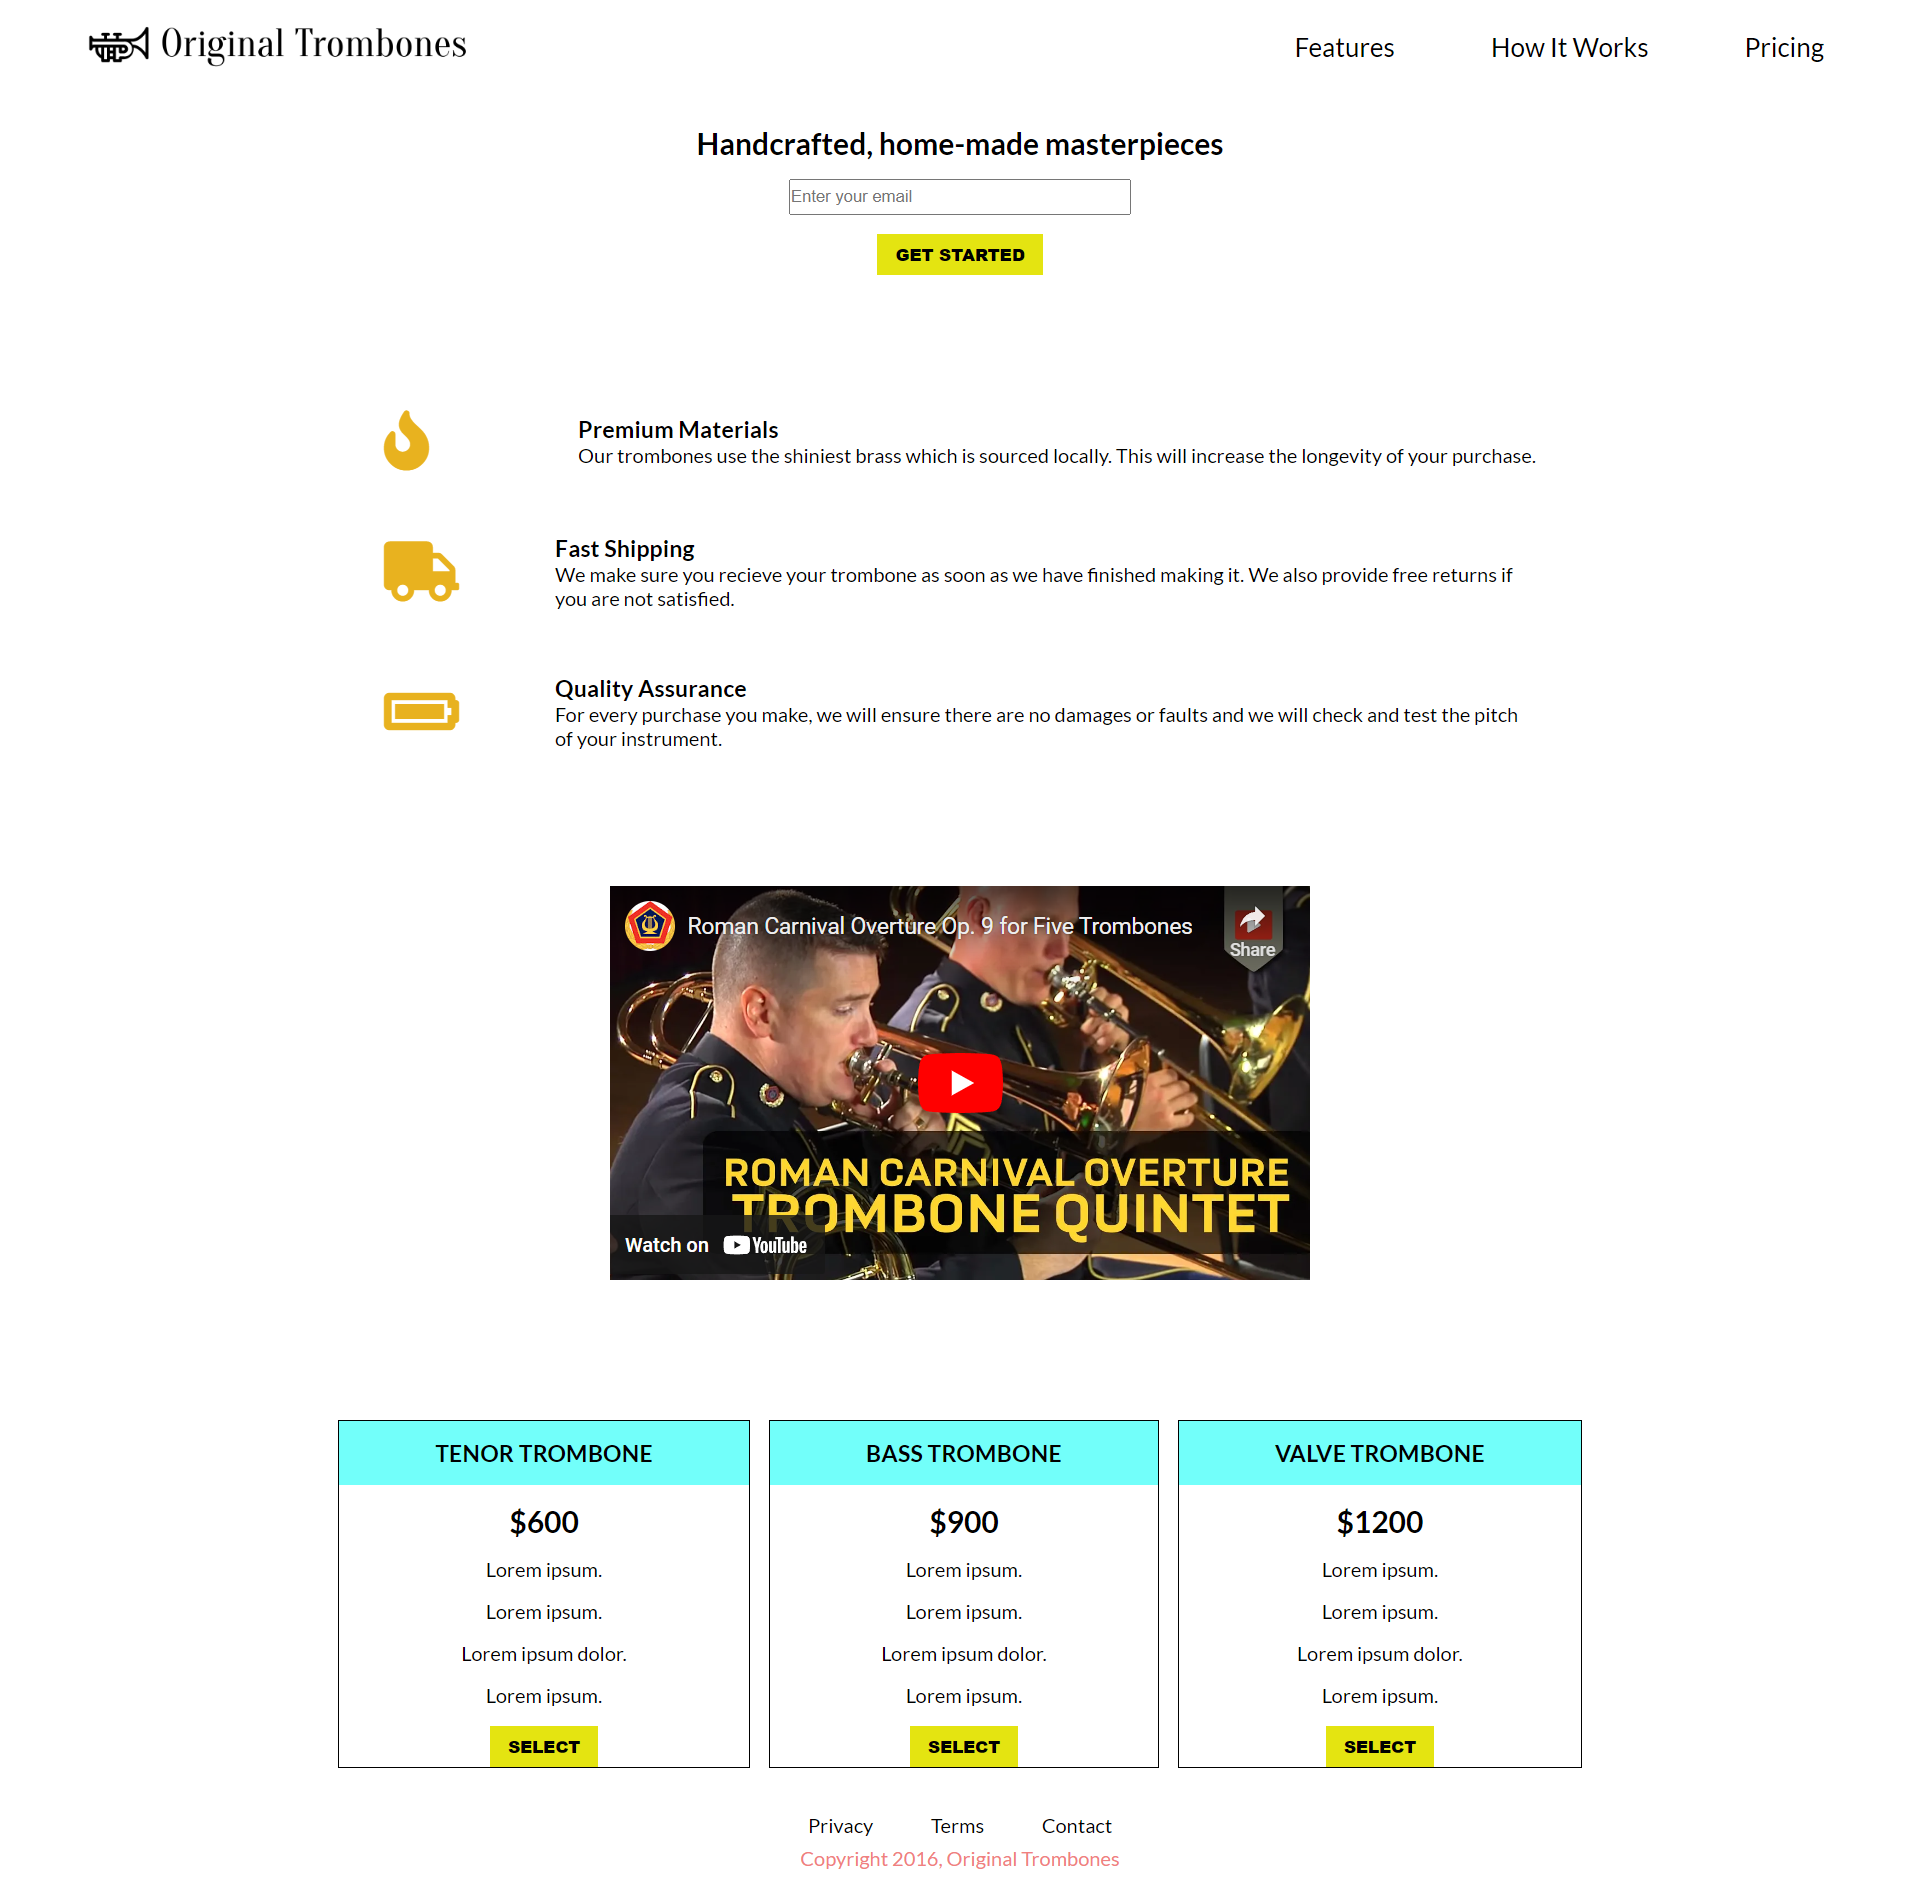 Original Trombones
Features
How It Works
Pricing
Handcrafted, home-made masterpieces
Enter your email
GET STARTED
Premium Materials
Our trombones use the shiniest brass which is sourced locally. This will increase the longevity of your purchase.
Fast Shipping
We make sure you recieve your trombone as soon as we have finished making it. We also provide free returns if
you are not satisfied.
Quality Assurance
For every purchase you make, we will ensure there are no damages or faults and we will check and test the pitch
of your instrument.
Roman Carnival Overture Op. 9 for Five Trombones
Share
ROMAN CARNIVAL OVERTURE
TROMBONE QUINTET
Watch on YouTube
TENOR TROMBONE
$600
Lorem ipsum.
Lorem ipsum.
Lorem ipsum dolor.
Lorem ipsum.
SELECT
BASS TROMBONE
$900
Lorem ipsum.
Lorem ipsum.
Lorem ipsum dolor.
Lorem ipsum.
SELECT
VALVE TROMBONE
$1200
Lorem ipsum.
Lorem ipsum.
Lorem ipsum dolor.
Lorem ipsum.
SELECT
Privacy
Terms
Contact
Copyright 2016, Original Trombones